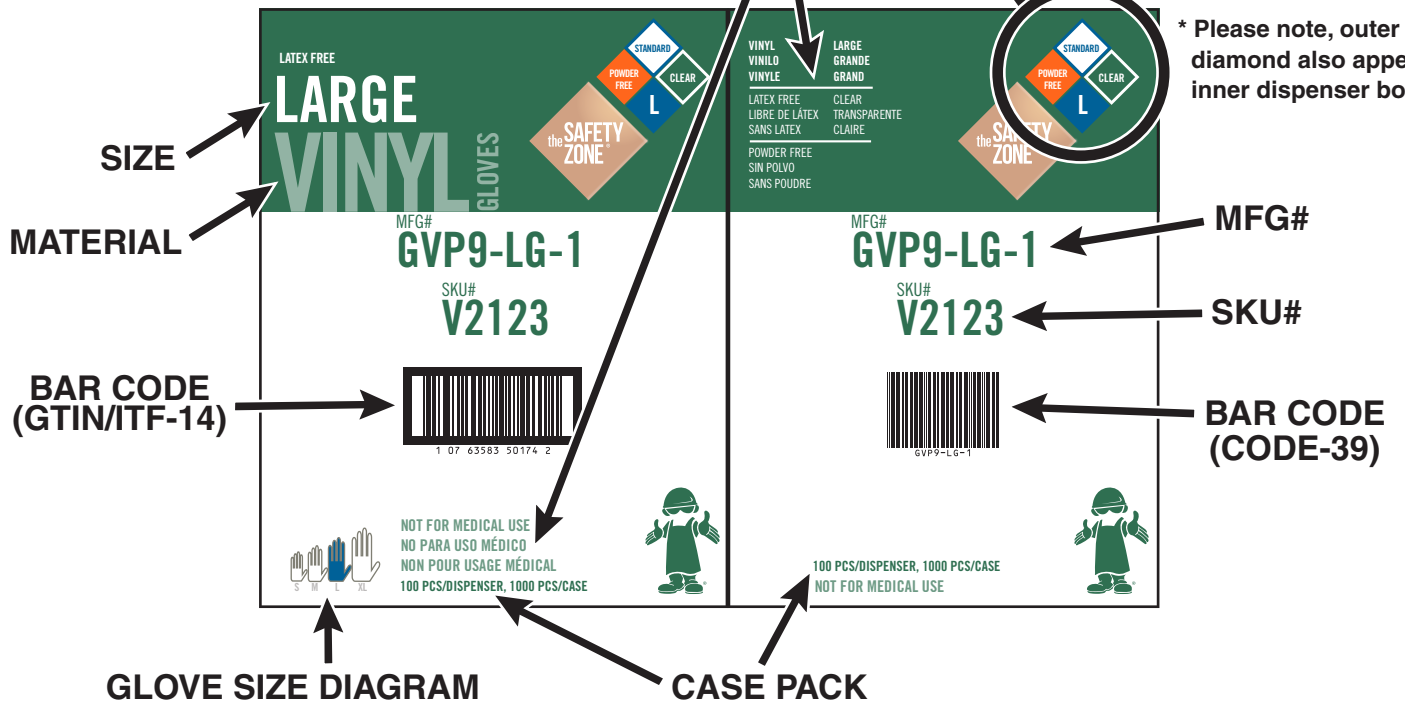 * Please note, outer
diamond also appe
inner dispenser bo
LATEX FREE
LARGE
VINYL
GLOVES
STANDARD
POWDER
FREE
CLEAR
L
the SAFETY
ZONE®
VINYL LARGE
VINILO GRANDE
VINYLE GRAND
LATEX FREE CLEAR
LIBRE DE LÁTEX TRANSPARENTE
SANS LATEX CLAIRE
POWDER FREE
SIN POLVO
SANS POUDRE
STANDARD
POWDER
FREE
CLEAR
L
the SAFETY
ZONE
SIZE
MATERIAL
MFG#
GVP9-LG-1
SKU#
V2123
MFG#
GVP9-LG-1
SKU#
V2123
MFG#
SKU#
BAR CODE
(GTIN/ITF-14)
1 07 63583 50174 2
GVP9-LG-1
BAR CODE
(CODE-39)
S M L XL
NOT FOR MEDICAL USE
NO PARA USO MÉDICO
NON POUR USAGE MÉDICAL
100 PCS/DISPENSER, 1000 PCS/CASE
100 PCS/DISPENSER, 1000 PCS/CASE
NOT FOR MEDICAL USE
GLOVE SIZE DIAGRAM
CASE PACK